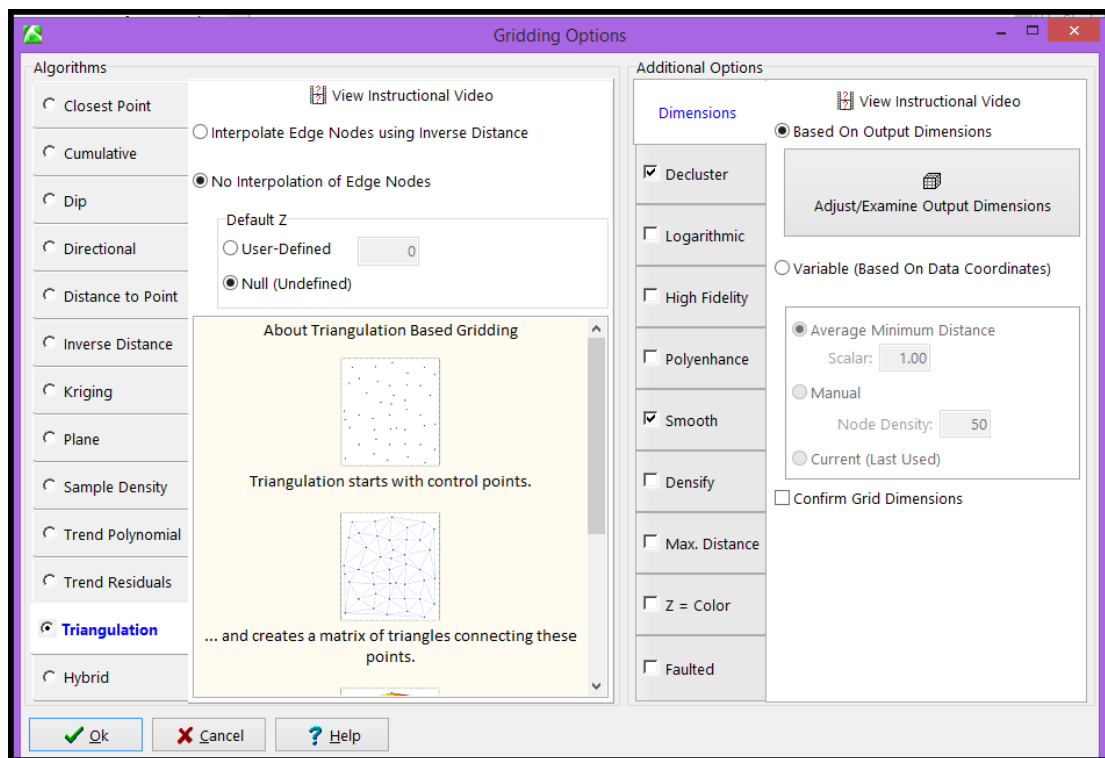 Gridding Options
Algorithms
Closest Point
Cumulative
Dip
Directional
Distance to Point
Inverse Distance
Kriging
Plane
Sample Density
Trend Polynomial
Trend Residuals
Triangulation
Hybrid
View Instructional Video
Interpolate Edge Nodes using Inverse Distance
No Interpolation of Edge Nodes
Default Z
User-Defined 0
Null (Undefined)
About Triangulation Based Gridding
Triangulation starts with control points.
... and creates a matrix of triangles connecting these
points.
Additional Options
Dimensions
Decluster
Logarithmic
High Fidelity
Polyenhance
Smooth
Densify
Max. Distance
Z = Color
Faulted
View Instructional Video
Based On Output Dimensions
Adjust/Examine Output Dimensions
Variable (Based On Data Coordinates)
Average Minimum Distance
Scalar: 1.00
Manual
Node Density: 50
Current (Last Used)
Confirm Grid Dimensions
Ok
Cancel
Help